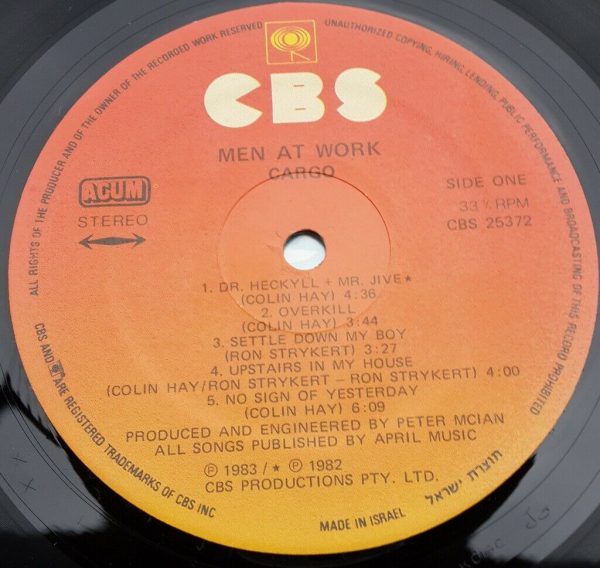 ALL RIGHTS OF THE PRODUCER AND OF THE OWNER OF THE RECORDED WORK RESERVED
UNAUTHORIZED COPYING, HIRING, LENDING, PUBLIC PERFORMANCE AND BROADCASTING OF THIS RECORD PROHIBITED
CBS
MEN AT WORK
CARGO
ACUM
STEREO
SIDE ONE
33⅓ RPM
CBS 25372
1. DR. HECKYLL + MR. JIVE★
(COLIN HAY) 4:36
2. OVERKILL
(COLIN HAY) 3:44
3. SETTLE DOWN MY BOY
(RON STRYKERT) 3:27
4. UPSTAIRS IN MY HOUSE
(COLIN HAY/RON STRYKERT – RON STRYKERT) 4:00
5. NO SIGN OF YESTERDAY
(COLIN HAY) 6:09
PRODUCED AND ENGINEERED BY PETER MCIAN
ALL SONGS PUBLISHED BY APRIL MUSIC
℗ 1983 / ★ ℗ 1982
CBS PRODUCTIONS PTY. LTD.
CBS AND ARE REGISTERED TRADEMARKS OF CBS INC
MADE IN ISRAEL
תוצרת ישראל